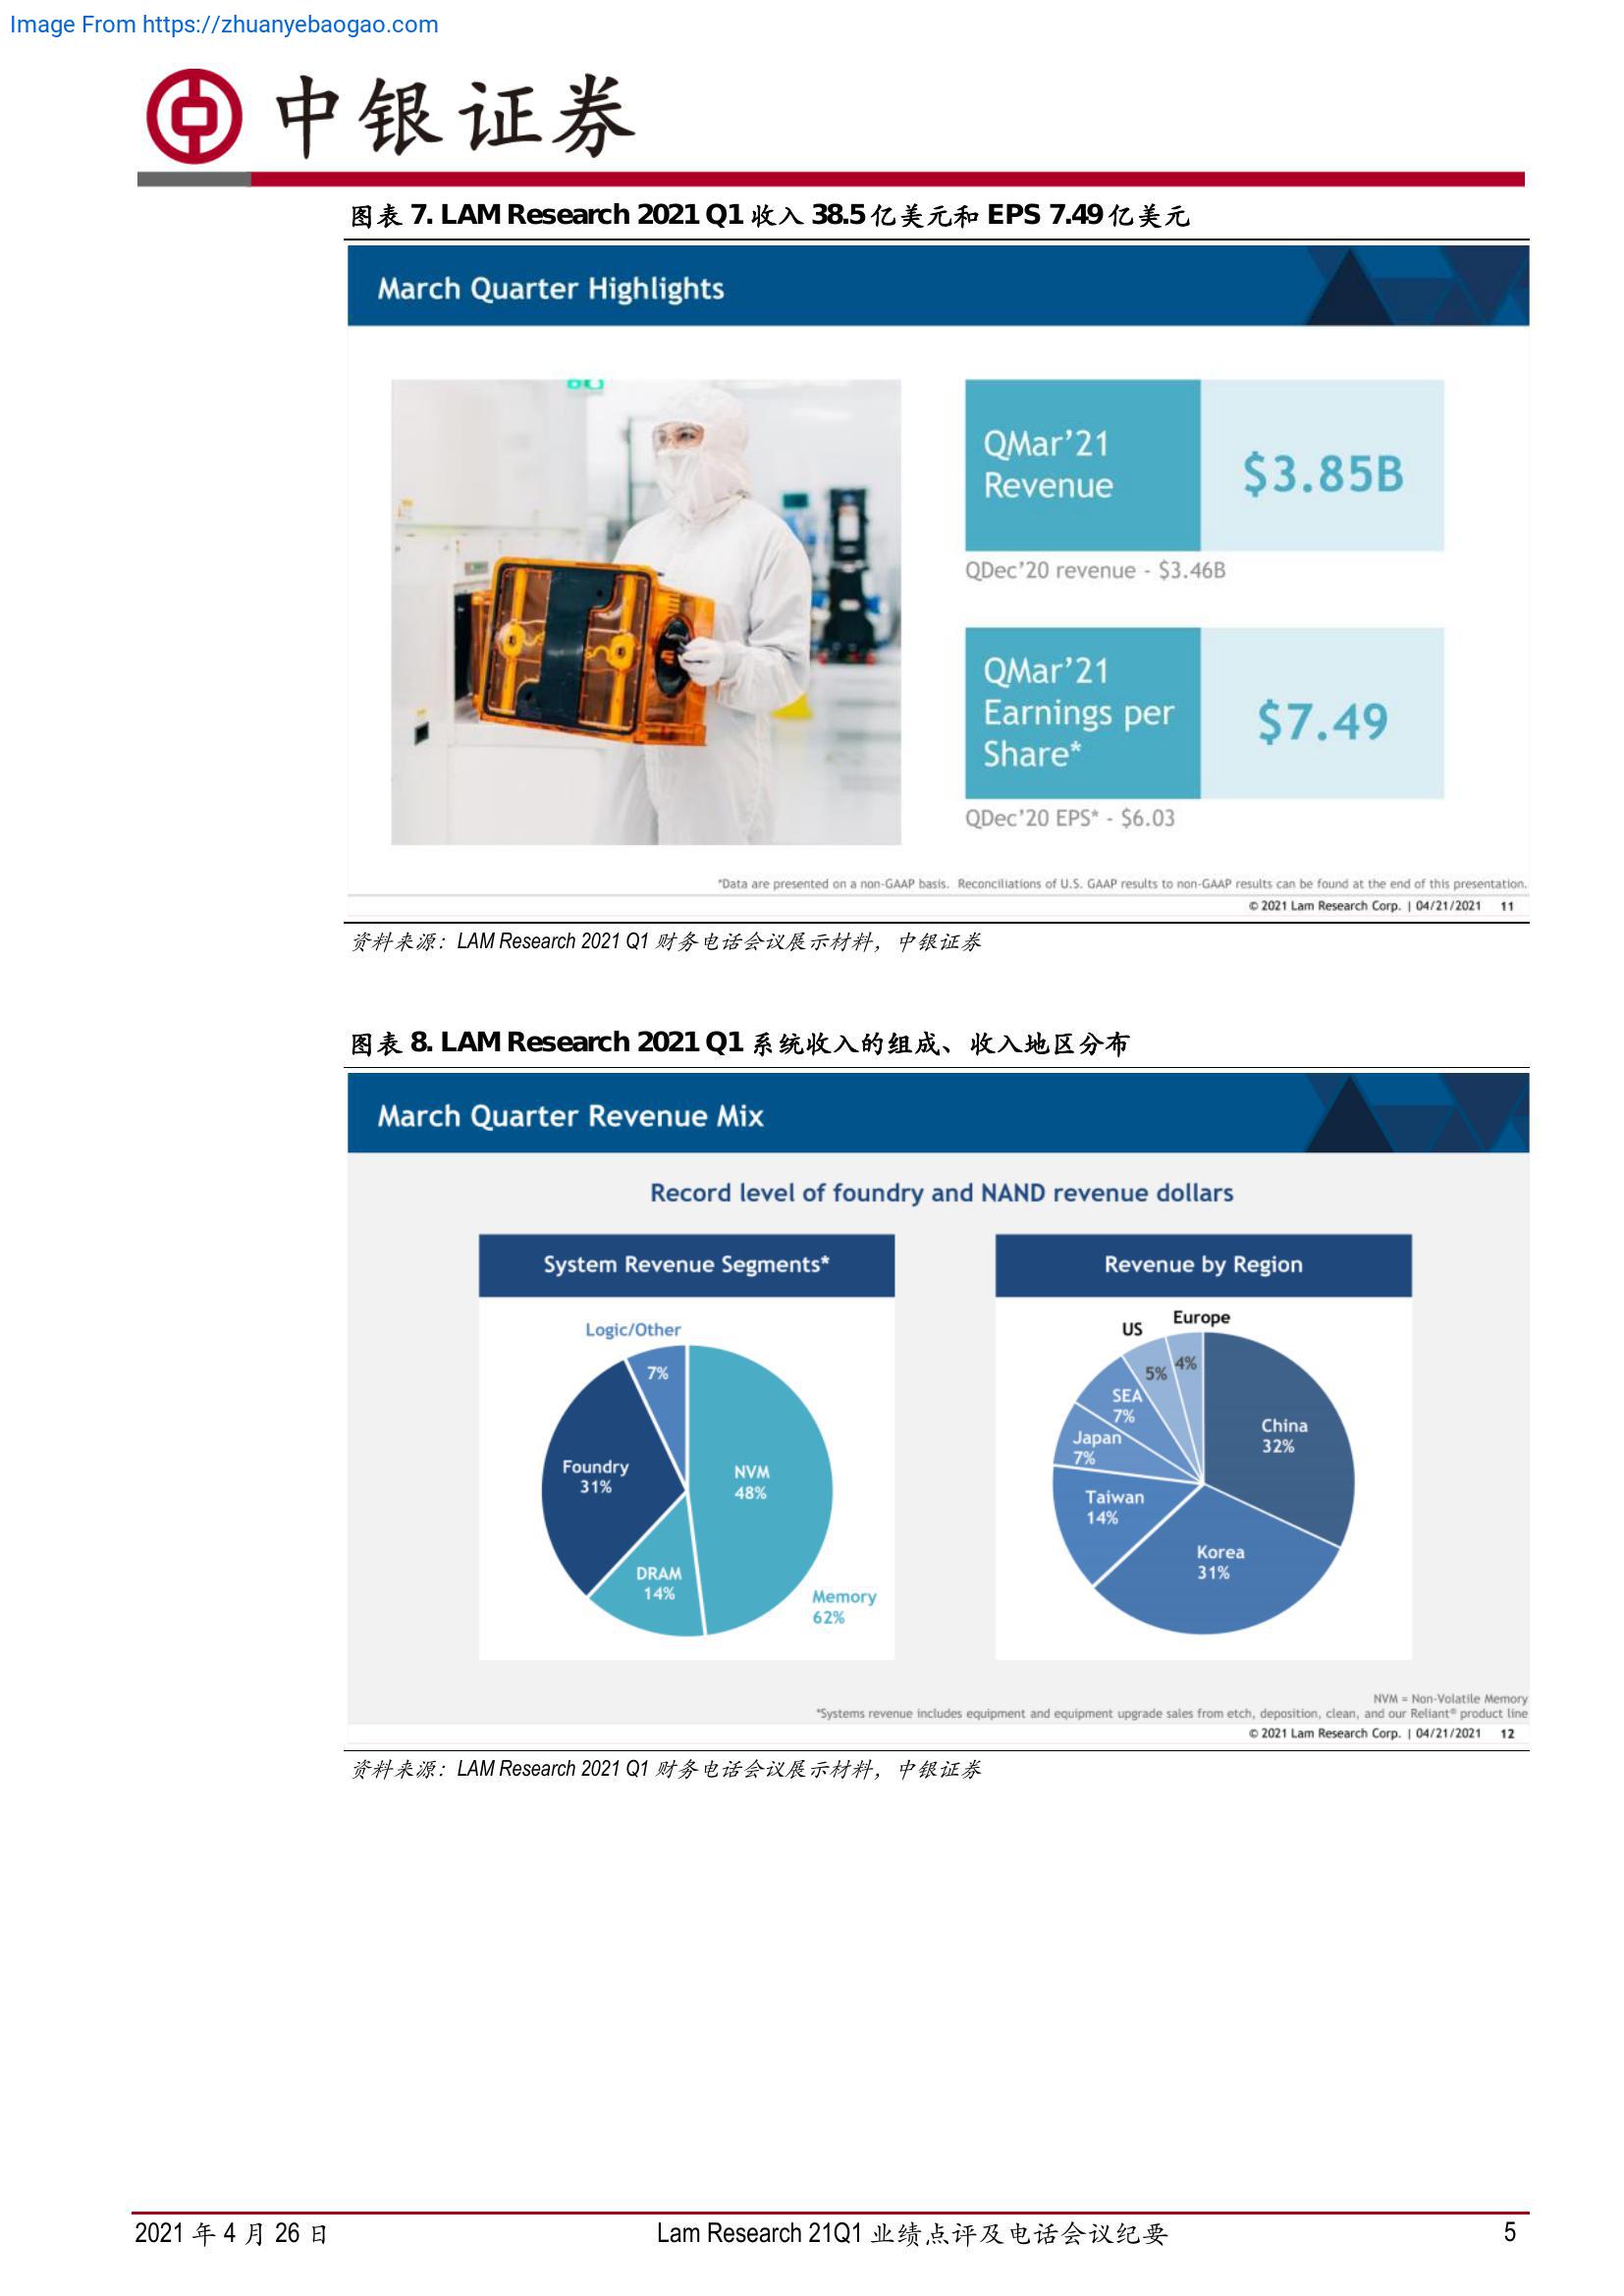 Image From https://zhuanyebaogao.com
中银证券
图表 7. LAM Research 2021 Q1 收入 38.5 亿美元和 EPS 7.49 亿美元
March Quarter Highlights
QMar’21
Revenue
$3.85B
QDec’20 revenue - $3.46B
QMar’21
Earnings per
Share*
$7.49
QDec’20 EPS* - $6.03
*Data are presented on a non-GAAP basis. Reconciliations of U.S. GAAP results to non-GAAP results can be found at the end of this presentation.
© 2021 Lam Research Corp. | 04/21/2021 11
资料来源：LAM Research 2021 Q1 财务电话会议展示材料，中银证券
图表 8. LAM Research 2021 Q1 系统收入的组成、收入地区分布
March Quarter Revenue Mix
Record level of foundry and NAND revenue dollars
System Revenue Segments*
Logic/Other
7%
Foundry
31%
NVM
48%
DRAM
14%
Memory
62%
Revenue by Region
Europe
US
4%
5%
SEA
7%
China
32%
Japan
7%
Taiwan
14%
Korea
31%
NVM = Non-Volatile Memory
*Systems revenue includes equipment and equipment upgrade sales from etch, deposition, clean, and our Reliant® product line
© 2021 Lam Research Corp. | 04/21/2021 12
资料来源：LAM Research 2021 Q1 财务电话会议展示材料，中银证券
2021 年 4 月 26 日
Lam Research 21Q1 业绩点评及电话会议纪要
5